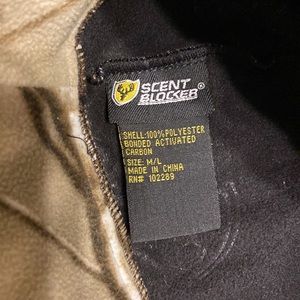 SCENT
BLOCKER®
SHELL:100%POLYESTER
BONDED ACTIVATED
CARBON
SIZE: M/L
MADE IN CHINA
RN# 102289